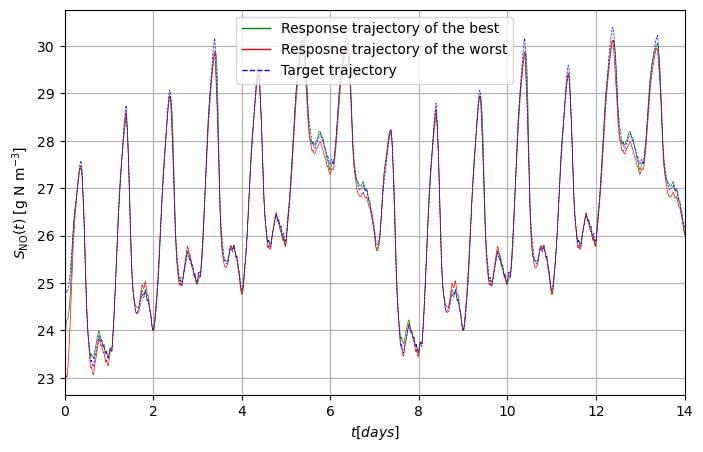 Response trajectory of the best
Resposne trajectory of the worst
Target trajectory
30
29
28
27
26
25
24
23
s_NO(t) [g N m⁻³]
0 2 4 6 8 10 12 14
t[days]